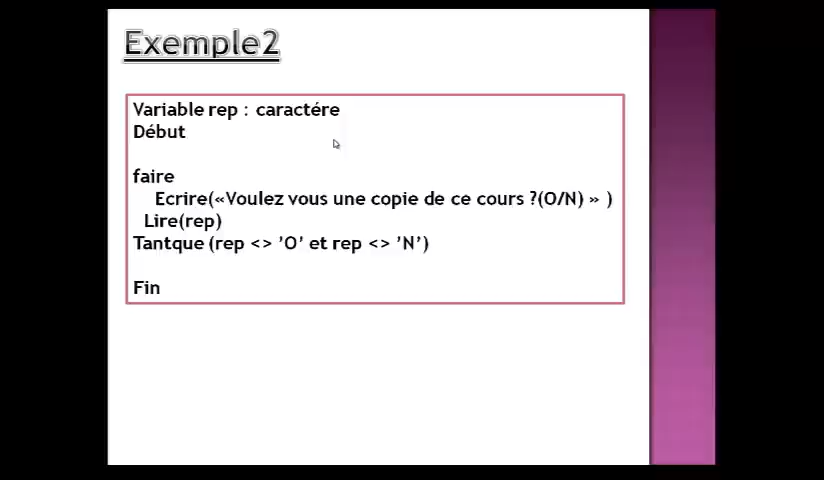 Exemple2
Variable rep : caractére
Début
faire
Ecrire(«Voulez vous une copie de ce cours ?(O/N) » )
Lire(rep)
Tantque (rep <> ’O’ et rep <> ’N’)
Fin